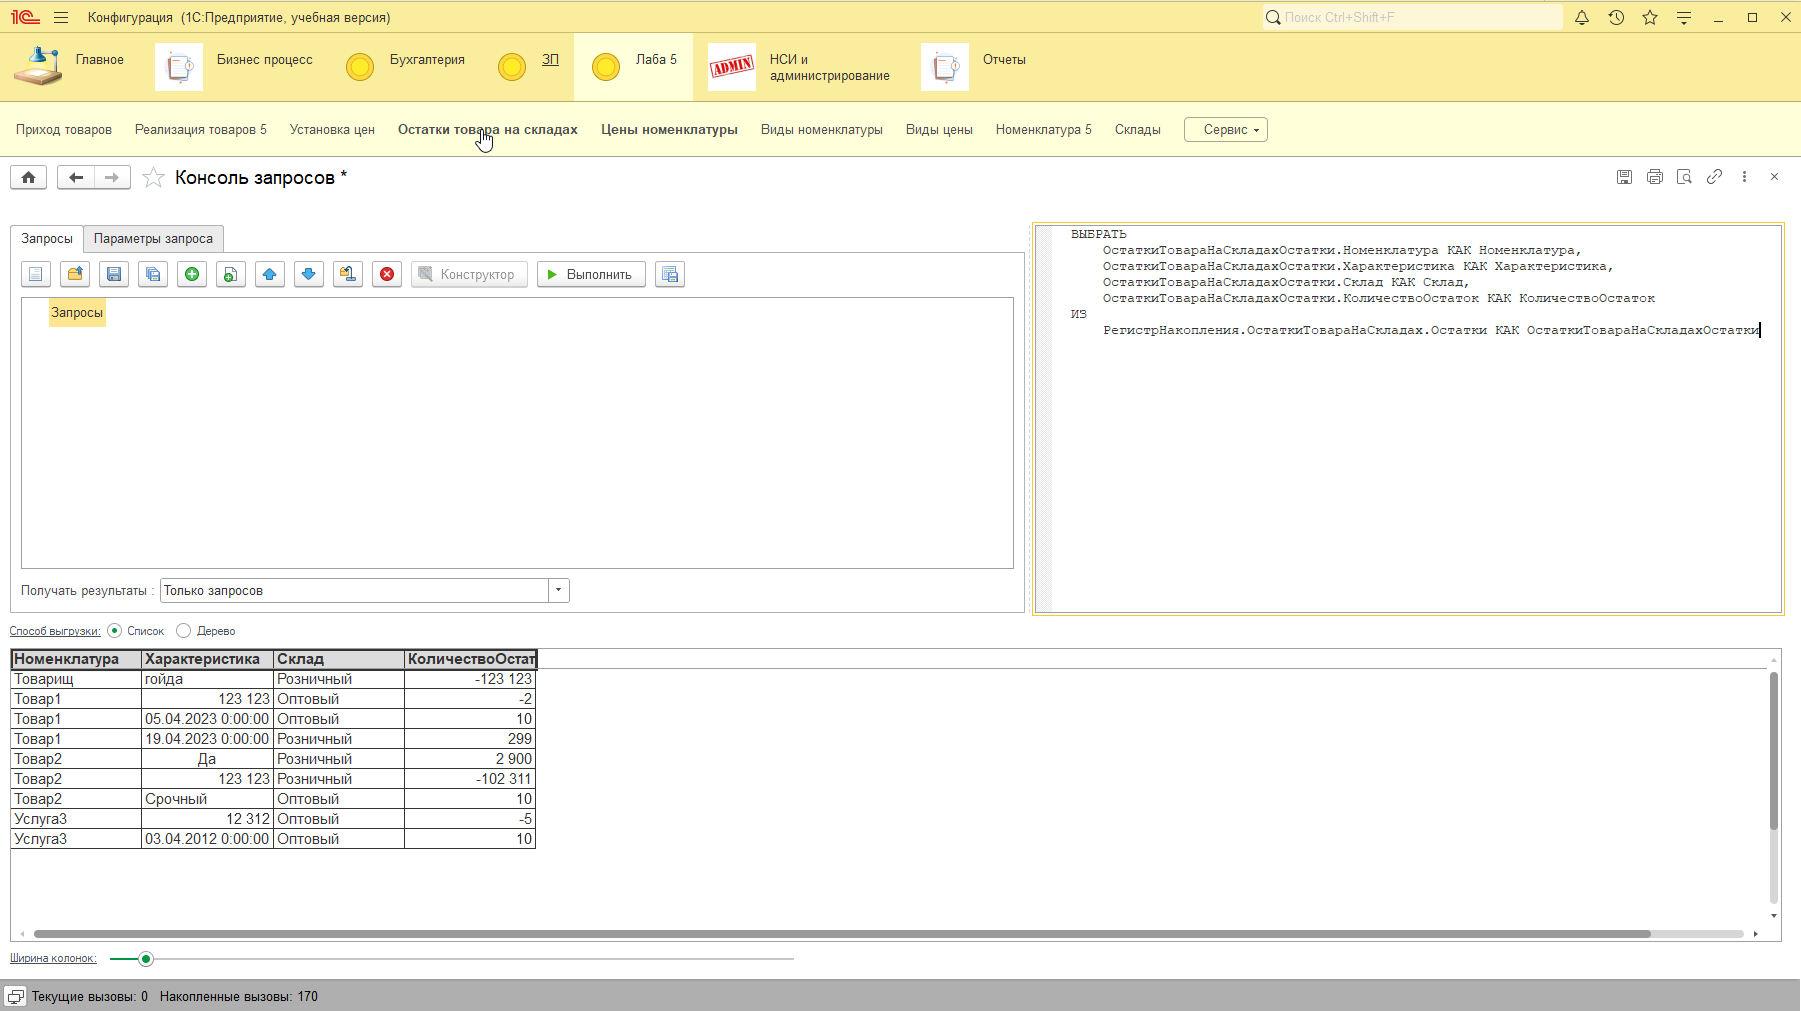 1С Конфигурация (1С:Предприятие, учебная версия) Поиск Ctrl+Shift+F
Главное Бизнес процесс Бухгалтерия ЗП Лаба 5 ADMIN НСИ и администрирование Отчеты
Приход товаров Реализация товаров 5 Установка цен Остатки товара на складах Цены номенклатуры Виды номенклатуры Виды цены Номенклатура 5 Склады Сервис
Консоль запросов *
Запросы Параметры запроса
Конструктор Выполнить
Запросы
Получать результаты : Только запросов
ВЫБРАТЬ
ОстаткиТовараНаСкладахОстатки.Номенклатура КАК Номенклатура,
ОстаткиТовараНаСкладахОстатки.Характеристика КАК Характеристика,
ОстаткиТовараНаСкладахОстатки.Склад КАК Склад,
ОстаткиТовараНаСкладахОстатки.КоличествоОстаток КАК КоличествоОстаток
ИЗ
РегистрНакопления.ОстаткиТовараНаСкладах.Остатки КАК ОстаткиТовараНаСкладахОстатки
Способ выгрузки: Список Дерево
Номенклатура Характеристика Склад КоличествоОстат
Товарищ гойда Розничный -123 123
Товар1 123 123 Оптовый -2
Товар1 05.04.2023 0:00:00 Оптовый 10
Товар1 19.04.2023 0:00:00 Розничный 299
Товар2 Да Розничный 2 900
Товар2 123 123 Розничный -102 311
Товар2 Срочный Оптовый 10
Услуга3 12 312 Оптовый -5
Услуга3 03.04.2012 0:00:00 Оптовый 10
Ширина колонок:
Текущие вызовы: 0 Накопленные вызовы: 170